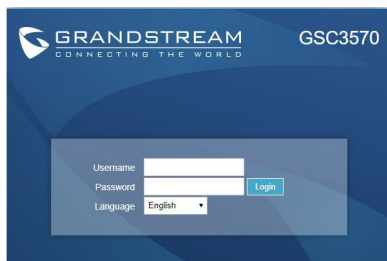 GRANDSTREAM
CONNECTING THE WORLD
GSC3570
Username
Password
Login
Language
English